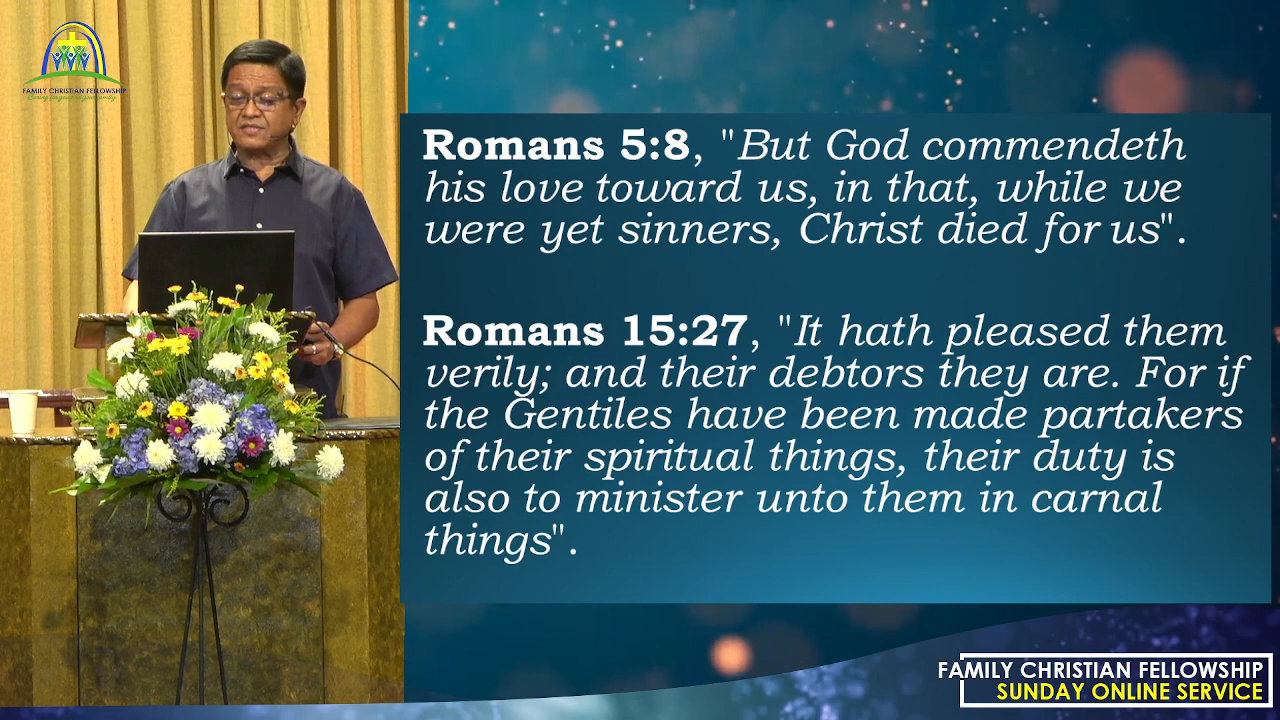 FAMILY CHRISTIAN FELLOWSHIP
Romans 5:8, "But God commendeth
his love toward us, in that, while we
were yet sinners, Christ died for us".
Romans 15:27, "It hath pleased them
verily; and their debtors they are. For if
the Gentiles have been made partakers
of their spiritual things, their duty is
also to minister unto them in carnal
things".
FAMILY CHRISTIAN FELLOWSHIP
SUNDAY ONLINE SERVICE